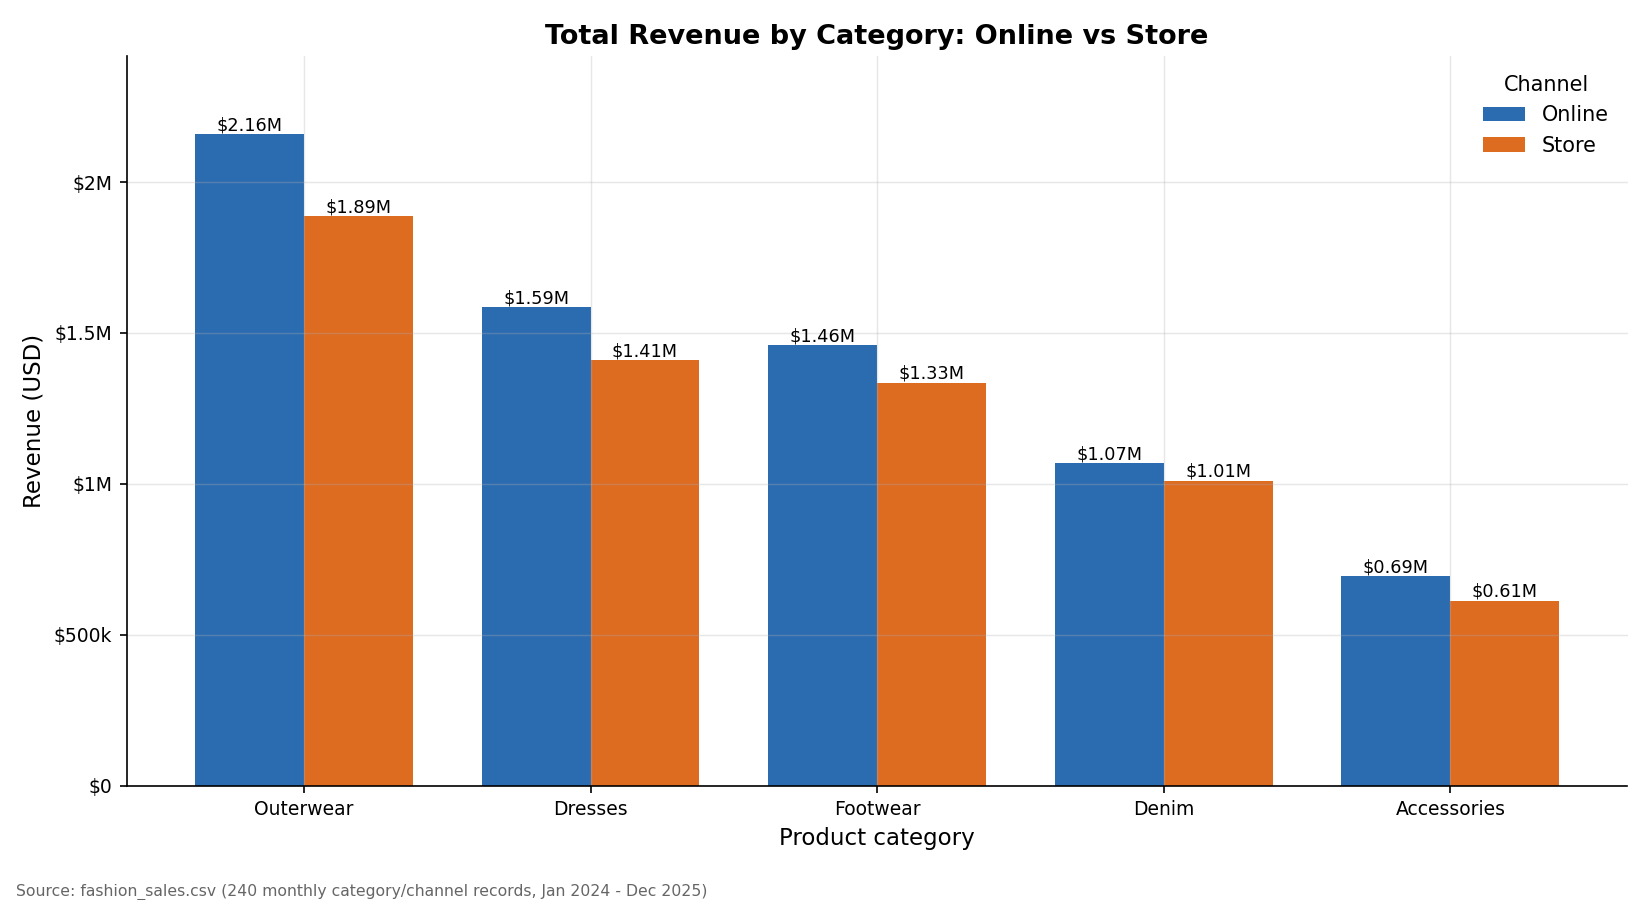 Total Revenue by Category: Online vs Store
Channel
Online
Store
Revenue (USD)
$2M
$1.5M
$1M
$500k
$0
$2.16M
$1.89M
$1.59M
$1.41M
$1.46M
$1.33M
$1.07M
$1.01M
$0.69M
$0.61M
Outerwear
Dresses
Footwear
Denim
Accessories
Product category
Source: fashion_sales.csv (240 monthly category/channel records, Jan 2024 - Dec 2025)